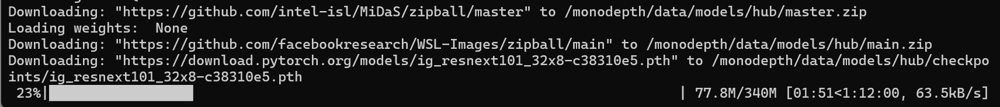 Downloading: "https://github.com/intel-isl/MiDaS/zipball/master" to /monodepth/data/models/hub/master.zip
Loading weights:  None
Downloading: "https://github.com/facebookresearch/WSL-Images/zipball/main" to /monodepth/data/models/hub/main.zip
Downloading: "https://download.pytorch.org/models/ig_resnext101_32x8-c38310e5.pth" to /monodepth/data/models/hub/checkpo
ints/ig_resnext101_32x8-c38310e5.pth
 23%| | 77.8M/340M [01:51<1:12:00, 63.5kB/s]